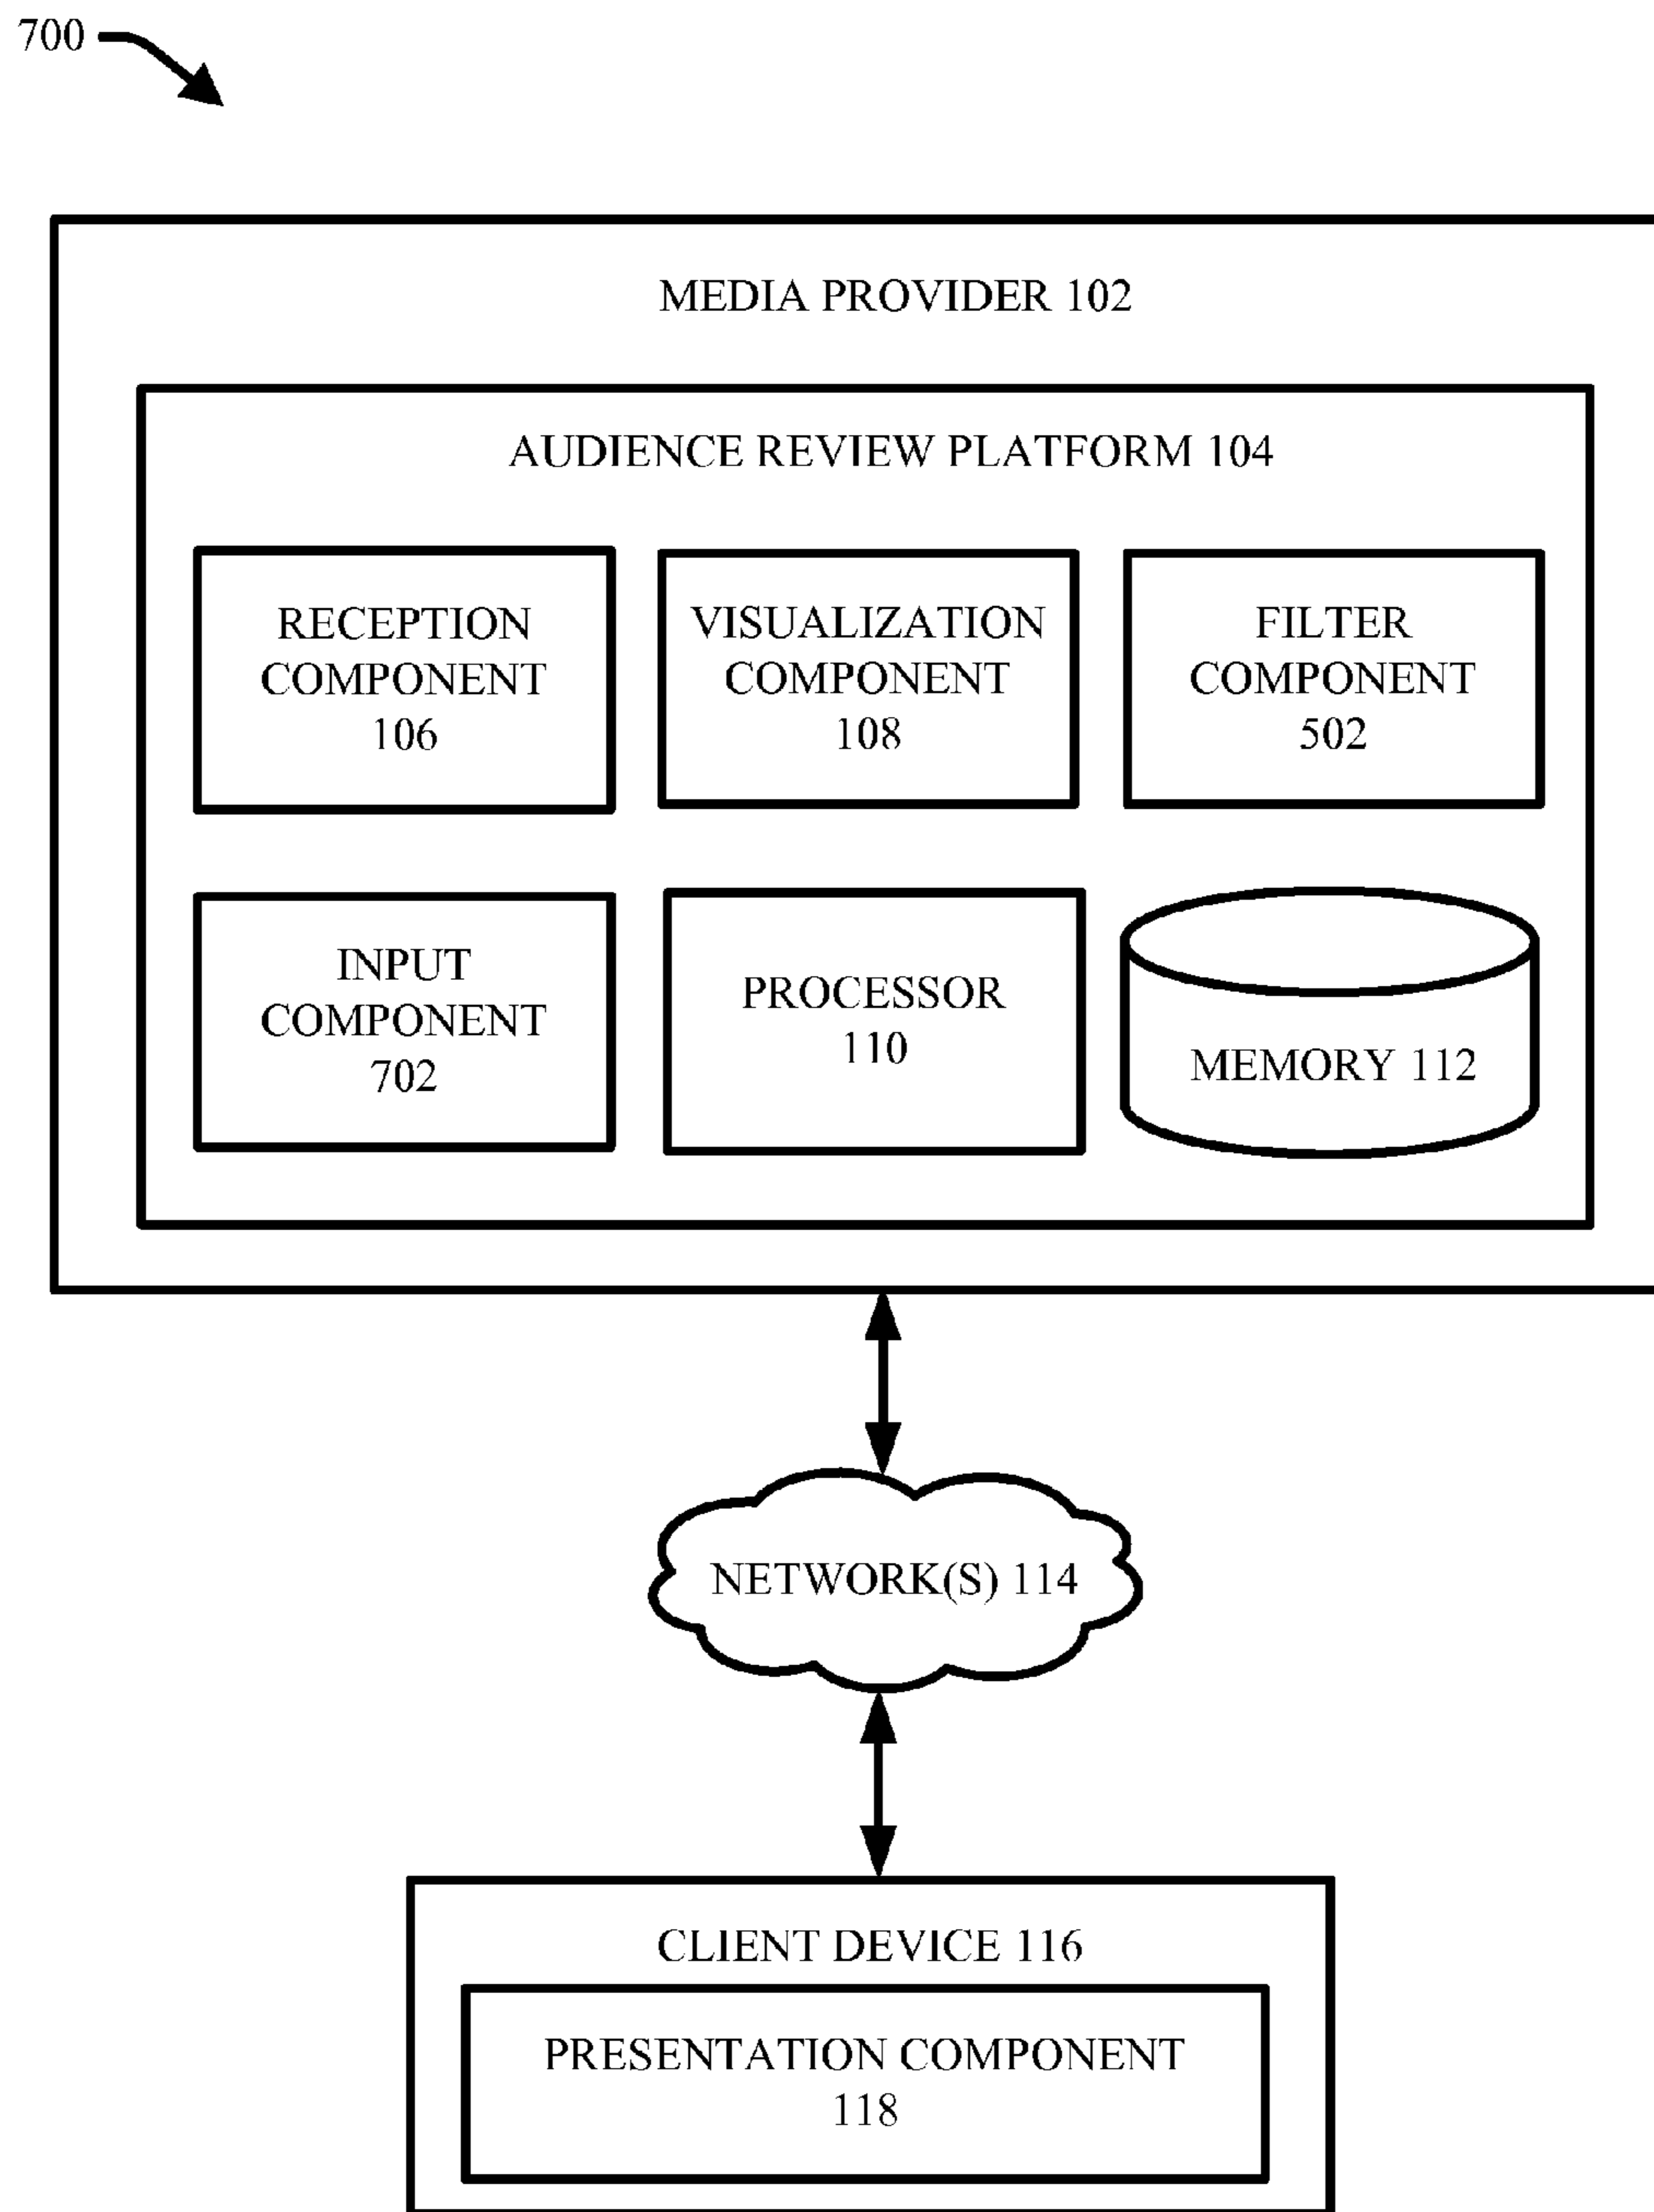 700
MEDIA PROVIDER 102
AUDIENCE REVIEW PLATFORM 104
RECEPTION
COMPONENT
106
VISUALIZATION
COMPONENT
108
FILTER
COMPONENT
502
INPUT
COMPONENT
702
PROCESSOR
110
MEMORY 112
NETWORK(S) 114
CLIENT DEVICE 116
PRESENTATION COMPONENT
118